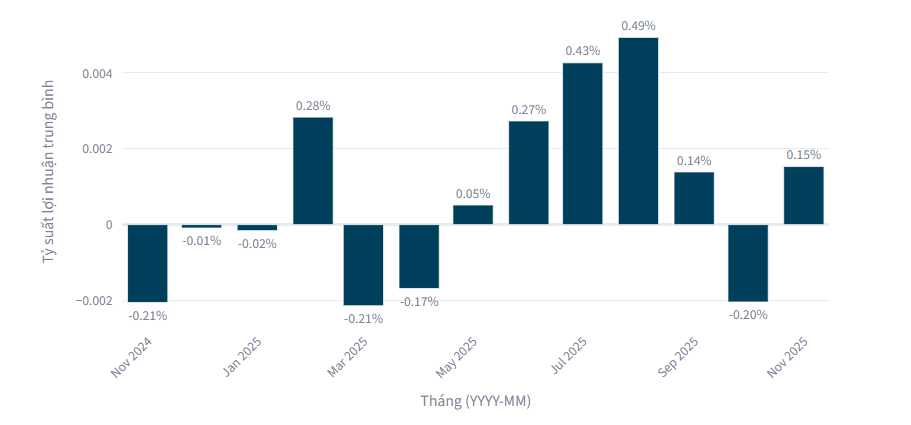 0.49%
0.43%
0.004
0.28%
0.27%
0.002
0.14%
0.15%
0.05%
0
-0.01%
-0.02%
−0.002
-0.17%
-0.21%
-0.21%
-0.20%
Tỷ suất lợi nhuận trung bình
Nov 2024
Jan 2025
Mar 2025
May 2025
Jul 2025
Sep 2025
Nov 2025
Tháng (YYYY-MM)